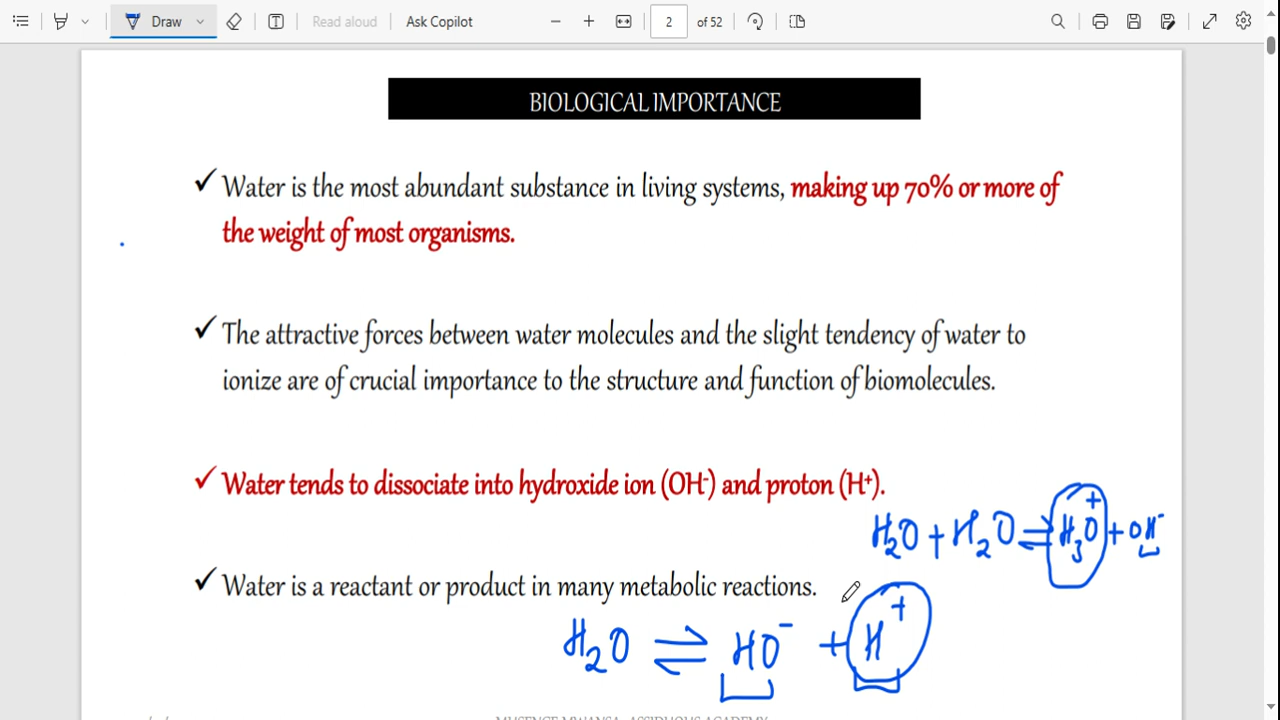 Draw
Read aloud
Ask Copilot
2
of 52
BIOLOGICAL IMPORTANCE
✓ Water is the most abundant substance in living systems, making up 70% or more of
the weight of most organisms.
✓ The attractive forces between water molecules and the slight tendency of water to
ionize are of crucial importance to the structure and function of biomolecules.
✓ Water tends to dissociate into hydroxide ion (OH-) and proton (H+).
H₂O + H₂O ⇌ H₃O⁺ + OH⁻
✓ Water is a reactant or product in many metabolic reactions.
H₂O ⇌ HO⁻ + H⁺